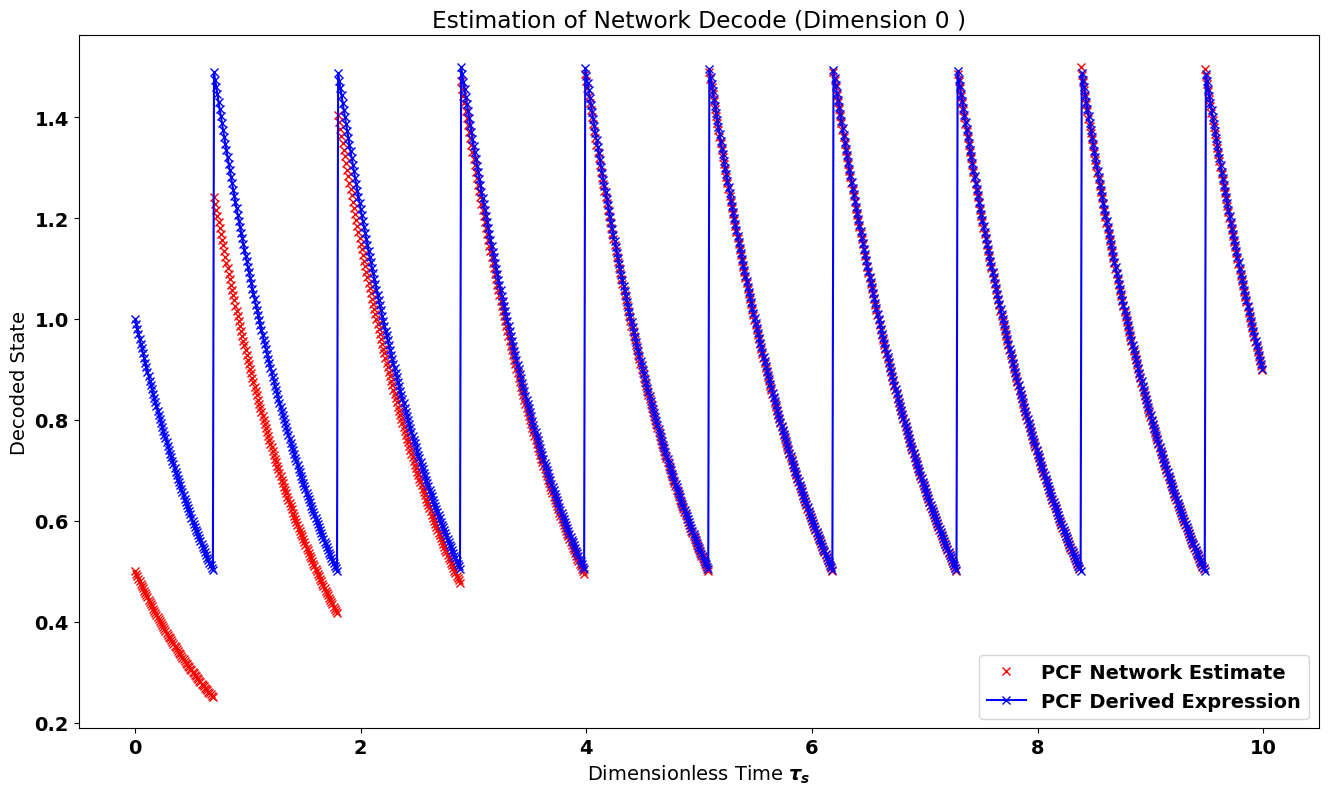 Estimation of Network Decode (Dimension 0 )
Decoded State
1.4
1.2
1.0
0.8
0.6
0.4
0.2
PCF Network Estimate
PCF Derived Expression
0 2 4 6 8 10
Dimensionless Time τₛ